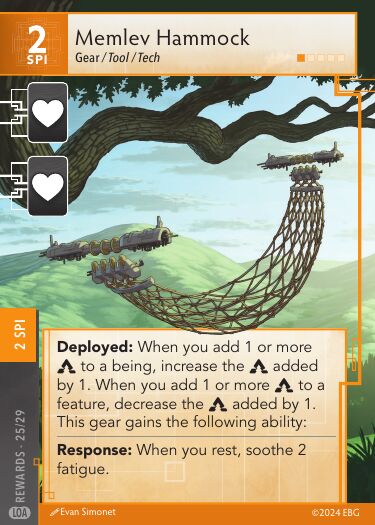 2
SPI
Memlev Hammock
Gear / Tool / Tech
Deployed: When you add 1 or more
to a being, increase the added
by 1. When you add 1 or more to a
feature, decrease the added by 1.
This gear gains the following ability:
Response: When you rest, soothe 2
fatigue.
2 SPI
REWARDS - 25/29
LOA
Evan Simonet
©2024 EBG